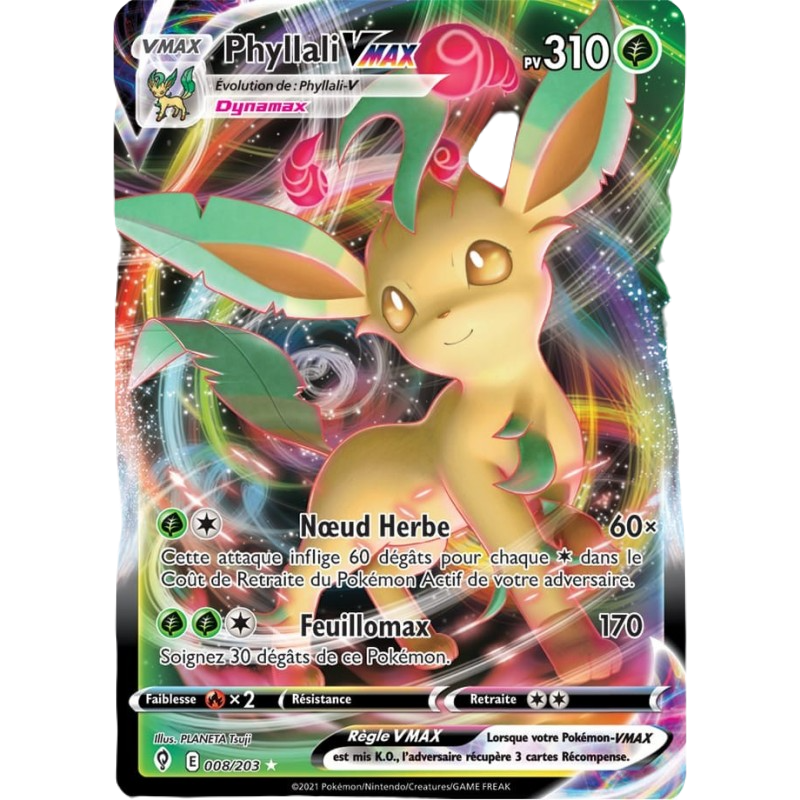 VMAX PhyllaliVMAX PV310
Évolution de : Phyllali-V
Dynamax
Nœud Herbe 60×
Cette attaque inflige 60 dégâts pour chaque dans le
Coût de Retraite du Pokémon Actif de votre adversaire.
Feuillomax 170
Soignez 30 dégâts de ce Pokémon.
Faiblesse ×2 Résistance Retraite
Illus. PLANETA Tsuji
Règle VMAX Lorsque votre Pokémon-VMAX
est mis K.O., l'adversaire récupère 3 cartes Récompense.
E 008/203 ★
©2021 Pokémon/Nintendo/Creatures/GAME FREAK